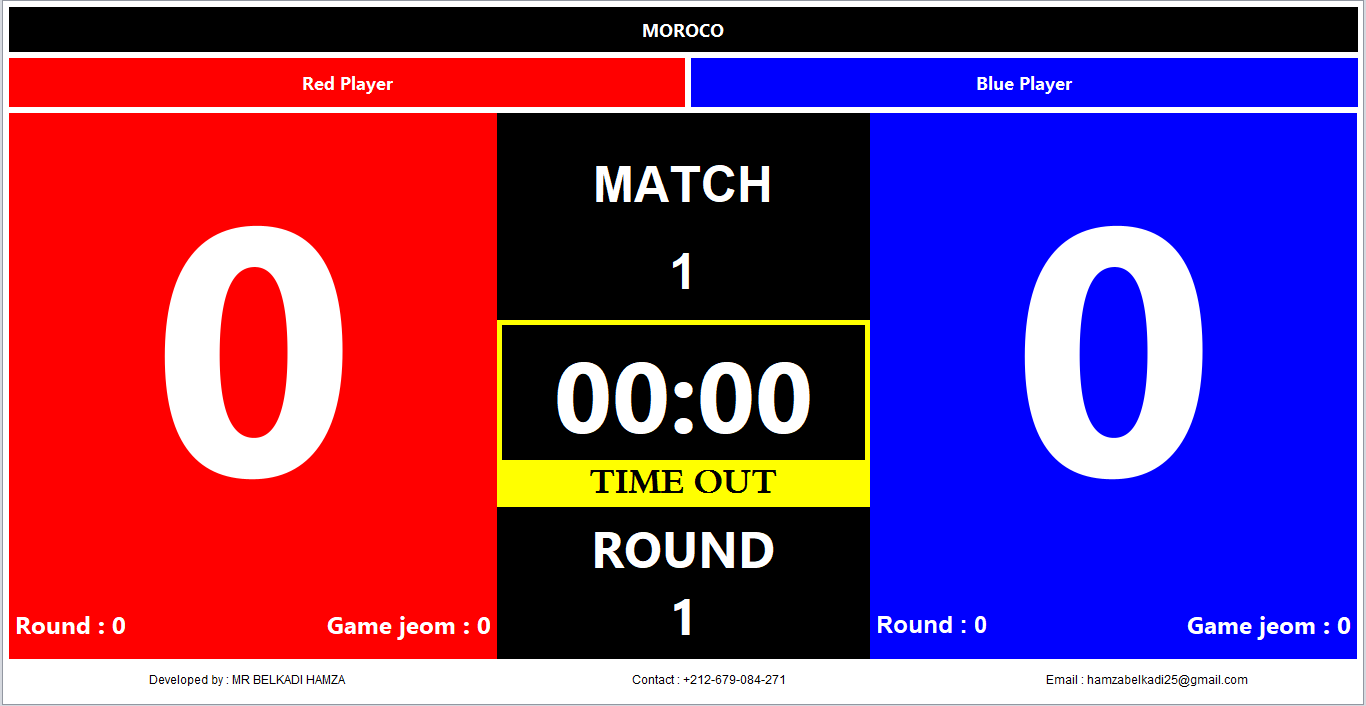 MOROCO
Red Player
Blue Player
MATCH
1
0
0
00:00
TIME OUT
ROUND
1
Round : 0
Game jeom : 0
Round : 0
Game jeom : 0
Developed by : MR BELKADI HAMZA
Contact : +212-679-084-271
Email : hamzabelkadi25@gmail.com